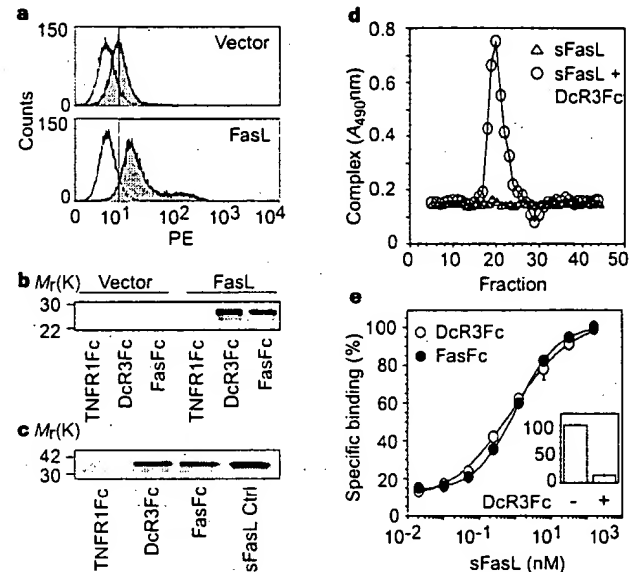 a
150
Vector
0
150
FasL
0
Counts
0 10¹ 10² 10³ 10⁴
PE
b Mr(K) Vector FasL
30
22
TNFR1Fc
DcR3Fc
FasFc
TNFR1Fc
DcR3Fc
FasFc
c Mr(K)
42
30
TNFR1Fc
DcR3Fc
FasFc
sFasL Ctrl
d
Complex (A490nm)
0.8
0.6
0.4
0.2
0
sFasL
sFasL +
DcR3Fc
0 10 20 30 40 50
Fraction
e
Specific binding (%)
100
80
60
40
20
0
DcR3Fc
FasFc
100
50
0
DcR3Fc - +
10⁻² 10⁻¹ 10⁰ 10¹ 10² 10³
sFasL (nM)